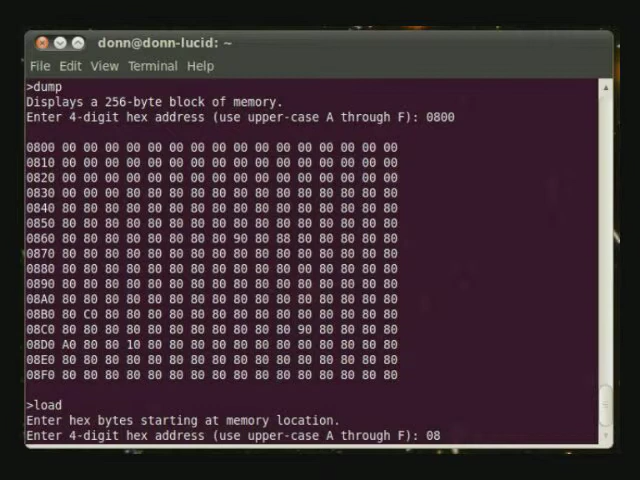 donn@donn-lucid: ~
File Edit View Terminal Help
>dump
Displays a 256-byte block of memory.
Enter 4-digit hex address (use upper-case A through F): 0800
0800 00 00 00 00 00 00 00 00 00 00 00 00 00 00 00 00
0810 00 00 00 00 00 00 00 00 00 00 00 00 00 00 00 00
0820 00 00 00 00 00 00 00 00 00 00 00 00 00 00 00 00
0830 00 00 00 80 80 80 80 80 80 80 80 80 80 80 80 80
0840 80 80 80 80 80 80 80 80 80 80 80 80 80 80 80 80
0850 80 80 80 80 80 80 80 80 80 80 80 80 80 80 80 80
0860 80 80 80 80 80 80 80 80 90 80 88 80 80 80 80 80
0870 80 80 80 80 80 80 80 80 80 80 80 80 80 80 80 80
0880 80 80 80 80 80 80 80 80 80 80 80 00 80 80 80 80
0890 80 80 80 80 80 80 80 80 80 80 80 80 80 80 80 80
08A0 80 80 80 80 80 80 80 80 80 80 80 80 80 80 80 80
08B0 80 C0 80 80 80 80 80 80 80 80 80 80 80 80 80 80
08C0 80 80 80 80 80 80 80 80 80 80 80 90 80 80 80 80
08D0 A0 80 80 10 80 80 80 80 80 80 80 80 80 80 80 80
08E0 80 80 80 80 80 80 80 80 80 80 80 80 80 80 80 80
08F0 80 80 80 80 80 80 80 80 80 80 80 80 80 80 80 80
>load
Enter hex bytes starting at memory location.
Enter 4-digit hex address (use upper-case A through F): 08